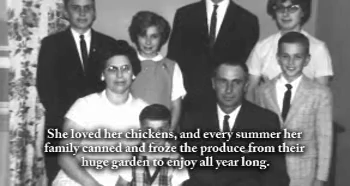 She loved her chickens, and every summer her
family canned and froze the produce from their
huge garden to enjoy all year long.